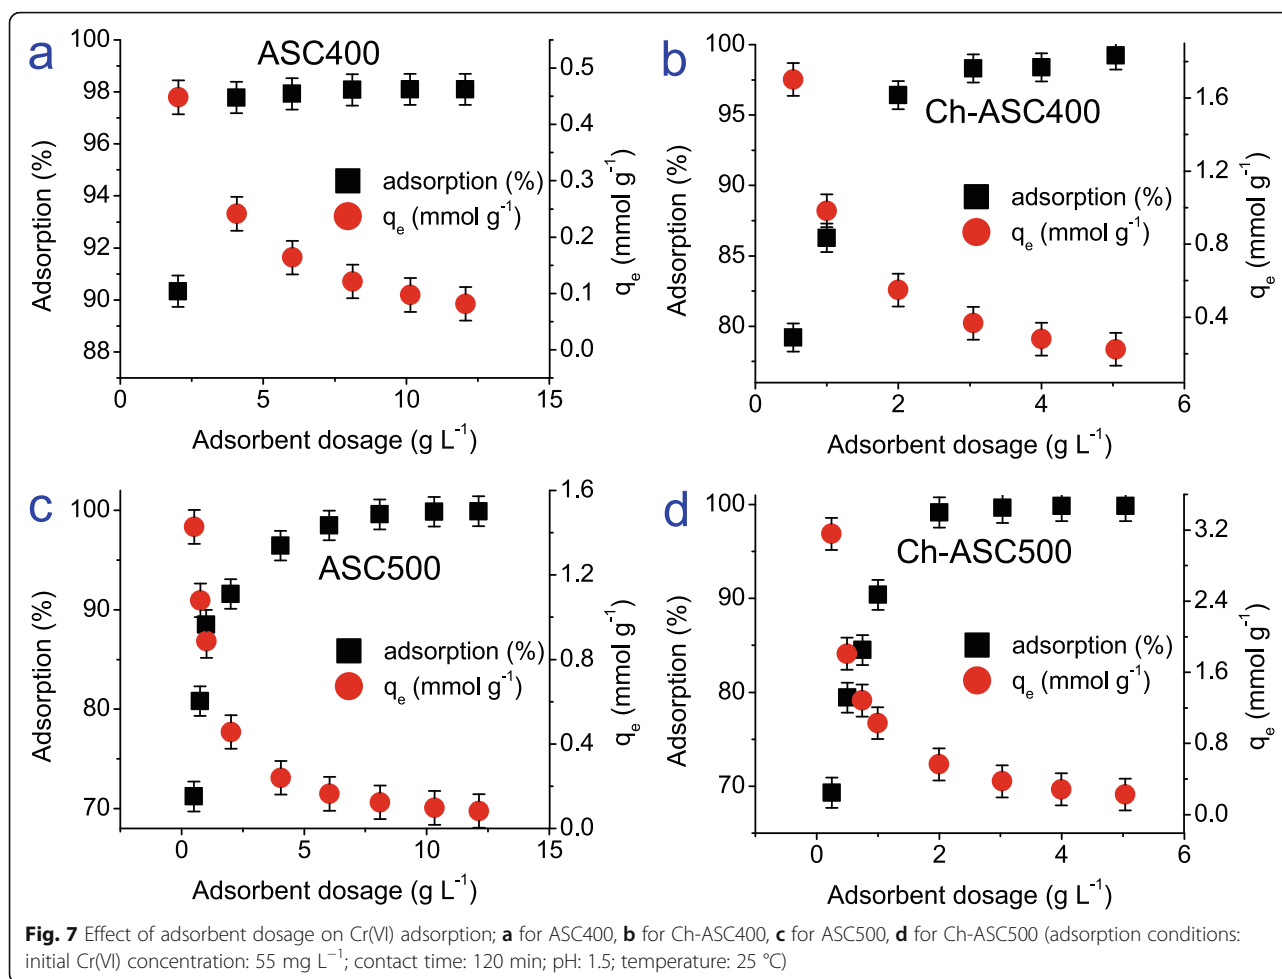 a
ASC400
100
98
96
94
92
90
88
Adsorption (%)
0.5
0.4
0.3
0.2
0.1
0.0
qe (mmol g-1)
adsorption (%)
qe (mmol g-1)
0 5 10 15
Adsorbent dosage (g L-1)
b
Ch-ASC400
100
95
90
85
80
Adsorption (%)
1.6
1.2
0.8
0.4
qe (mmol g-1)
adsorption (%)
qe (mmol g-1)
0 2 4 6
Adsorbent dosage (g L-1)
c
ASC500
100
90
80
70
Adsorption (%)
1.6
1.2
0.8
0.4
0.0
qe (mmol g-1)
adsorption (%)
qe (mmol g-1)
0 5 10 15
Adsorbent dosage (g L-1)
d
Ch-ASC500
100
90
80
70
Adsorption (%)
3.2
2.4
1.6
0.8
0.0
qe (mmol g-1)
adsorption (%)
qe (mmol g-1)
0 2 4 6
Adsorbent dosage (g L-1)
Fig. 7 Effect of adsorbent dosage on Cr(VI) adsorption; a for ASC400, b for Ch-ASC400, c for ASC500, d for Ch-ASC500 (adsorption conditions:
initial Cr(VI) concentration: 55 mg L−1; contact time: 120 min; pH: 1.5; temperature: 25 °C)